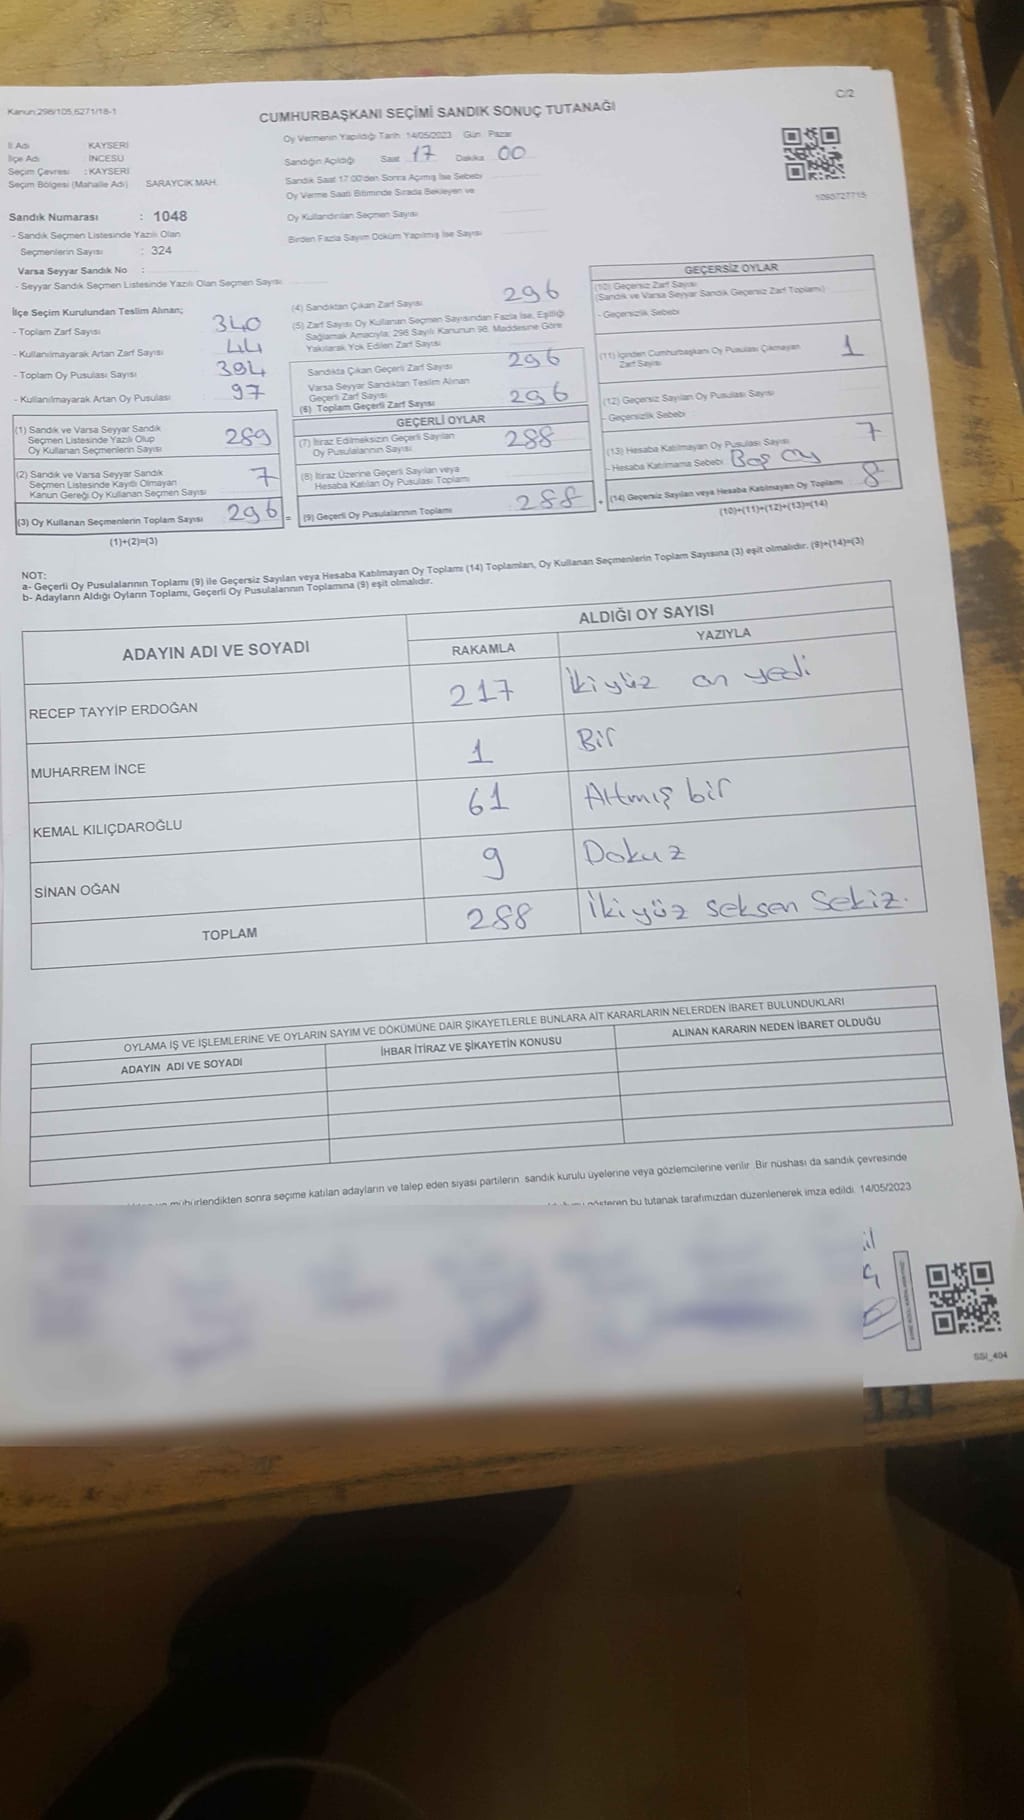 Kanun:298/105,6271/18-1
C/2
CUMHURBAŞKANI SEÇİMİ SANDIK SONUÇ TUTANAĞI
İl Adı KAYSERİ
İlçe Adı İNCESU
Seçim Çevresi : KAYSERİ
Seçim Bölgesi (Mahalle Adı) SARAYCIK MAH.
Oy Vermenin Yapıldığı Tarih : 14/05/2023 Gün : Pazar
Sandığın Açıldığı Saat 17 Dakika 00
Sandık Saat 17:00'den Sonra Açılmış İse Sebebi
Oy Verme Saati Bitiminde Sırada Bekleyen ve
Oy Kullandırılan Seçmen Sayısı
Birden Fazla Sayım Döküm Yapılmış İse Sayısı
1060727715
Sandık Numarası : 1048
- Sandık Seçmen Listesinde Yazılı Olan
Seçmenlerin Sayısı : 324
Varsa Seyyar Sandık No :
- Seyyar Sandık Seçmen Listesinde Yazılı Olan Seçmen Sayısı
İlçe Seçim Kurulundan Teslim Alınan;
- Toplam Zarf Sayısı 340
- Kullanılmayarak Artan Zarf Sayısı 44
- Toplam Oy Pusulası Sayısı 394
- Kullanılmayarak Artan Oy Pusulası 97
(1) Sandık ve Varsa Seyyar Sandık
Seçmen Listesinde Yazılı Olup
Oy Kullanan Seçmenlerin Sayısı 289
(2) Sandık ve Varsa Seyyar Sandık
Seçmen Listesinde Kayıtlı Olmayan
Kanun Gereği Oy Kullanan Seçmen Sayısı 7
(3) Oy Kullanan Seçmenlerin Toplam Sayısı 296 =
(1)+(2)=(3)
(4) Sandıktan Çıkan Zarf Sayısı 296
(5) Zarf Sayısı Oy Kullanan Seçmen Sayısından Fazla İse, Eşitliği
Sağlamak Amacıyla; 298 Sayılı Kanunun 98. Maddesine Göre
Yakılarak Yok Edilen Zarf Sayısı
Sandıkta Çıkan Geçerli Zarf Sayısı 296
Varsa Seyyar Sandıktan Teslim Alınan
Geçerli Zarf Sayısı
(6) Toplam Geçerli Zarf Sayısı 296
GEÇERLİ OYLAR
(7) İtiraz Edilmeksizin Geçerli Sayılan
Oy Pusulalarının Sayısı 288
(8) İtiraz Üzerine Geçerli Sayılan veya
Hesaba Katılan Oy Pusulası Toplamı
(9) Geçerli Oy Pusulalarının Toplamı 288 +
GEÇERSİZ OYLAR
(10) Geçersiz Zarf Sayısı
(Sandık ve Varsa Seyyar Sandık Geçersiz Zarf Toplamı)
- Geçersizlik Sebebi
(11) İçinden Cumhurbaşkanı Oy Pusulası Çıkmayan
Zarf Sayısı 1
(12) Geçersiz Sayılan Oy Pusulası Sayısı
- Geçersizlik Sebebi
(13) Hesaba Katılmayan Oy Pusulası Sayısı 7
- Hesaba Katılmama Sebebi Boş Oy
(14) Geçersiz Sayılan veya Hesaba Katılmayan Oy Toplamı 8
(10)+(11)+(12)+(13)=(14)
NOT:
a- Geçerli Oy Pusulalarının Toplamı (9) ile Geçersiz Sayılan veya Hesaba Katılmayan Oy Toplamı (14) Toplamları, Oy Kullanan Seçmenlerin Toplam Sayısına (3) eşit olmalıdır. (9)+(14)=(3)
b- Adayların Aldığı Oyların Toplamı, Geçerli Oy Pusulalarının Toplamına (9) eşit olmalıdır.
ADAYIN ADI VE SOYADI
ALDIĞI OY SAYISI
RAKAMLA YAZIYLA
RECEP TAYYİP ERDOĞAN 217 İkiyüz on yedi
MUHARREM İNCE 1 Bir
KEMAL KILIÇDAROĞLU 61 Altmış bir
SİNAN OĞAN 9 Dokuz
TOPLAM 288 İkiyüz seksen sekiz.
OYLAMA İŞ VE İŞLEMLERİNE VE OYLARIN SAYIM VE DÖKÜMÜNE DAİR ŞİKAYETLERLE BUNLARA AİT KARARLARIN NELERDEN İBARET BULUNDUKLARI
ADAYIN ADI VE SOYADI İHBAR İTİRAZ VE ŞİKAYETİN KONUSU ALINAN KARARIN NEDEN İBARET OLDUĞU
mühürlendikten sonra seçime katılan adayların ve talep eden siyasi partilerin sandık kurulu üyelerine veya gözlemcilerine verilir. Bir nüshası da sandık çevresinde
gösteren bu tutanak tarafımızdan düzenlenerek imza edildi. 14/05/2023
SSI_404